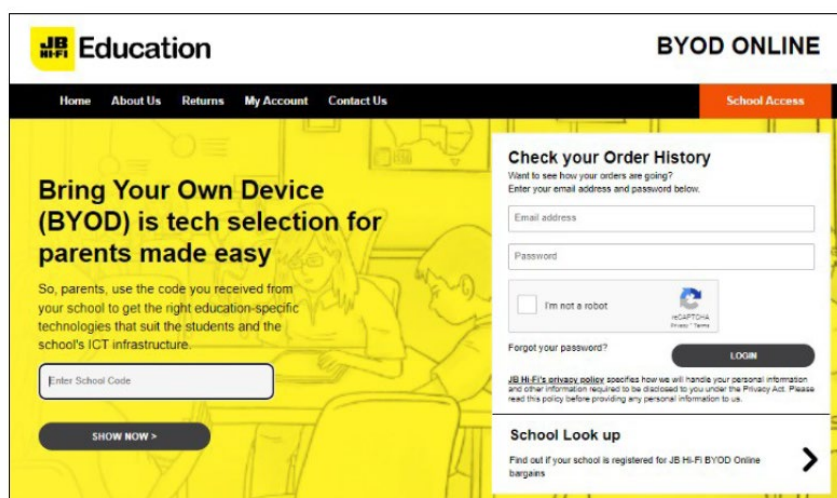 JB HI-FI Education
BYOD ONLINE
Home About Us Returns My Account Contact Us
School Access
Bring Your Own Device
(BYOD) is tech selection for
parents made easy
So, parents, use the code you received from
your school to get the right education-specific
technologies that suit the students and the
school's ICT infrastructure.
Enter School Code
SHOW NOW >
Check your Order History
Want to see how your orders are going?
Enter your email address and password below.
Email address
Password
I'm not a robot
reCAPTCHA
Privacy * Terms
Forgot your password?
LOGIN
JB Hi-Fi's privacy policy specifies how we will handle your personal information
and other information required to be disclosed to you under the Privacy Act. Please
read this policy before providing any personal information to us.
School Look up
Find out if your school is registered for JB Hi-Fi BYOD Online
bargains